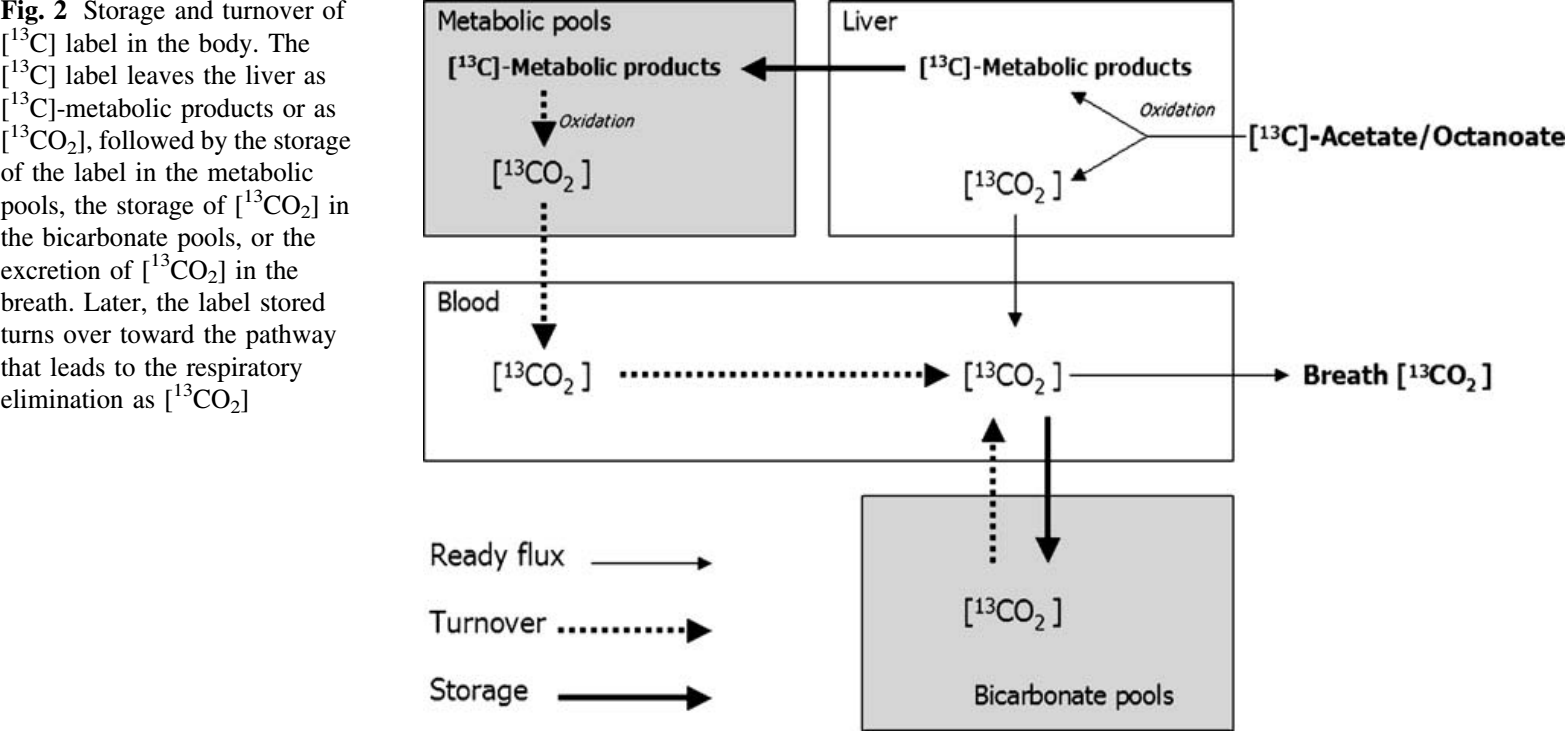 Fig. 2 Storage and turnover of
[¹³C] label in the body. The
[¹³C] label leaves the liver as
[¹³C]-metabolic products or as
[¹³CO₂], followed by the storage
of the label in the metabolic
pools, the storage of [¹³CO₂] in
the bicarbonate pools, or the
excretion of [¹³CO₂] in the
breath. Later, the label stored
turns over toward the pathway
that leads to the respiratory
elimination as [¹³CO₂]
Metabolic pools
[¹³C]-Metabolic products
Oxidation
[¹³CO₂ ]
Liver
[¹³C]-Metabolic products
Oxidation
[¹³C]-Acetate/Octanoate
[¹³CO₂ ]
Blood
[¹³CO₂ ]
[¹³CO₂ ]
Breath [¹³CO₂ ]
[¹³CO₂ ]
Bicarbonate pools
Ready flux
Turnover
Storage